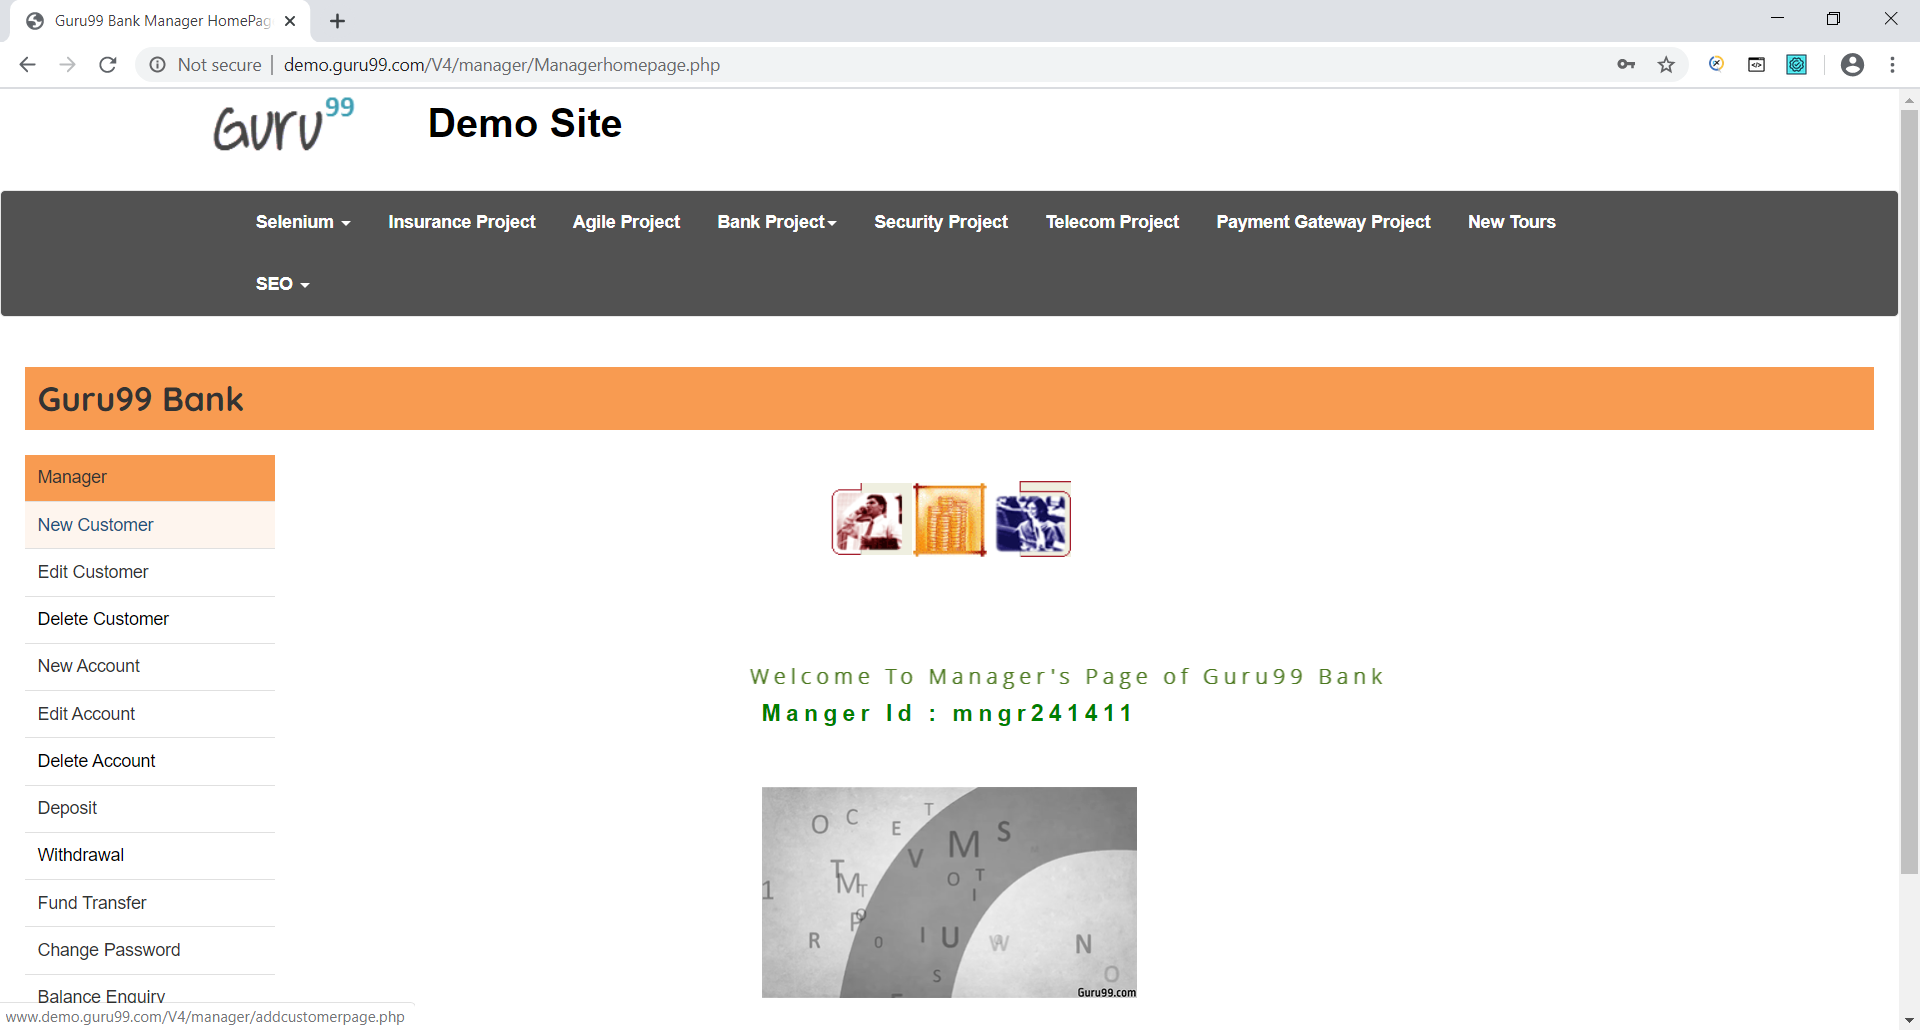 Guru99 Bank Manager HomePag
Not secure | demo.guru99.com/V4/manager/Managerhomepage.php
Guru99
Demo Site
Selenium
Insurance Project
Agile Project
Bank Project
Security Project
Telecom Project
Payment Gateway Project
New Tours
SEO
Guru99 Bank
Manager
New Customer
Edit Customer
Delete Customer
New Account
Edit Account
Delete Account
Deposit
Withdrawal
Fund Transfer
Change Password
Balance Enquiry
Welcome To Manager's Page of Guru99 Bank
Manger Id : mngr241411
O C E T M S
T M T V O T I
1 P O
R O I U W N
S O
E
Guru99.com
www.demo.guru99.com/V4/manager/addcustomerpage.php